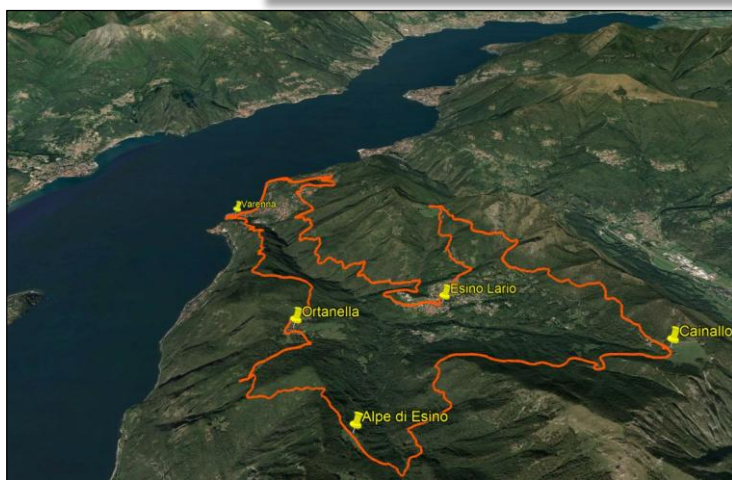 Varenna
Esino Lario
Ortanella
Cainallo
Alpe di Esino